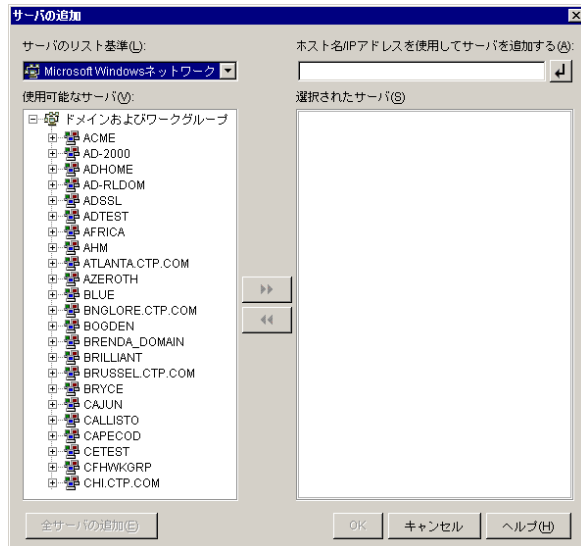 サーバの追加
サーバのリスト基準(L):
Microsoft Windowsネットワーク
使用可能なサーバ(V):
ドメインおよびワークグループ
ACME
AD-2000
ADHOME
AD-RLDOM
ADSSL
ADTEST
AFRICA
AHM
ATLANTA.CTP.COM
AZEROTH
BLUE
BNGLORE.CTP.COM
BOGDEN
BRENDA_DOMAIN
BRILLIANT
BRUSSEL.CTP.COM
BRYCE
CAJUN
CALLISTO
CAPECOD
CETEST
CFHWKGRP
CHI.CTP.COM
全サーバの追加(E)
ホスト名/IPアドレスを使用してサーバを追加する(A):
選択されたサーバ(S)
OK
キャンセル
ヘルプ(H)